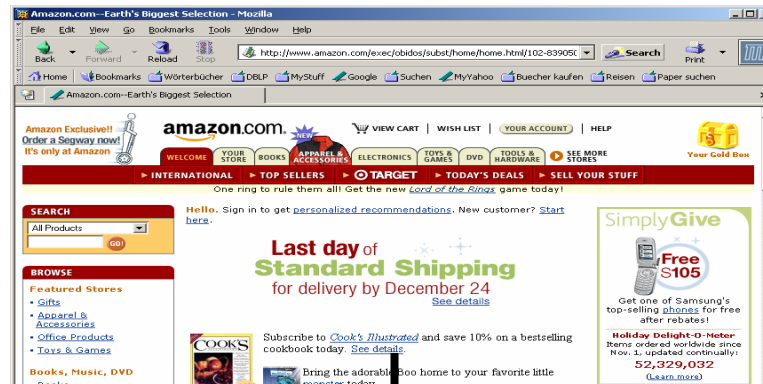 Amazon.com--Earth's Biggest Selection - Mozilla
File Edit View Go Bookmarks Tools Window Help
Back Forward Reload Stop http://www.amazon.com/exec/obidos/subst/home/home.html/102-839050 Search Print
Home Bookmarks Wörterbücher DBLP MyStuff Google Suchen MyYahoo Buecher kaufen Reisen Paper suchen
Amazon.com--Earth's Biggest Selection
Amazon Exclusive!!
Order a Segway now!
It's only at Amazon
amazon.com.
VIEW CART | WISH LIST | YOUR ACCOUNT | HELP
NEW
WELCOME
YOUR STORE
BOOKS
APPAREL & ACCESSORIES
ELECTRONICS
TOYS & GAMES
DVD
TOOLS & HARDWARE
SEE MORE STORES
Your Gold Box
INTERNATIONAL TOP SELLERS TARGET TODAY'S DEALS SELL YOUR STUFF
One ring to rule them all! Get the new Lord of the Rings game today!
SEARCH
All Products
GO!
BROWSE
Featured Stores
• Gifts
• Apparel &
Accessories
• Office Products
• Toys & Games
Books, Music, DVD
Hello. Sign in to get personalized recommendations. New customer? Start
here.
Last day of
Standard Shipping
for delivery by December 24
See details
COOK'S
Subscribe to Cook's Illustrated and save 10% on a bestselling
cookbook today. See details.
Bring the adorable Boo home to your favorite little
monster today
SimplyGive
Free
S105
Get one of Samsung's
top-selling phones for free
after rebates!
Holiday Delight-O-Meter
Items ordered worldwide since
Nov. 1, updated continually:
52,329,032
(Learn more)